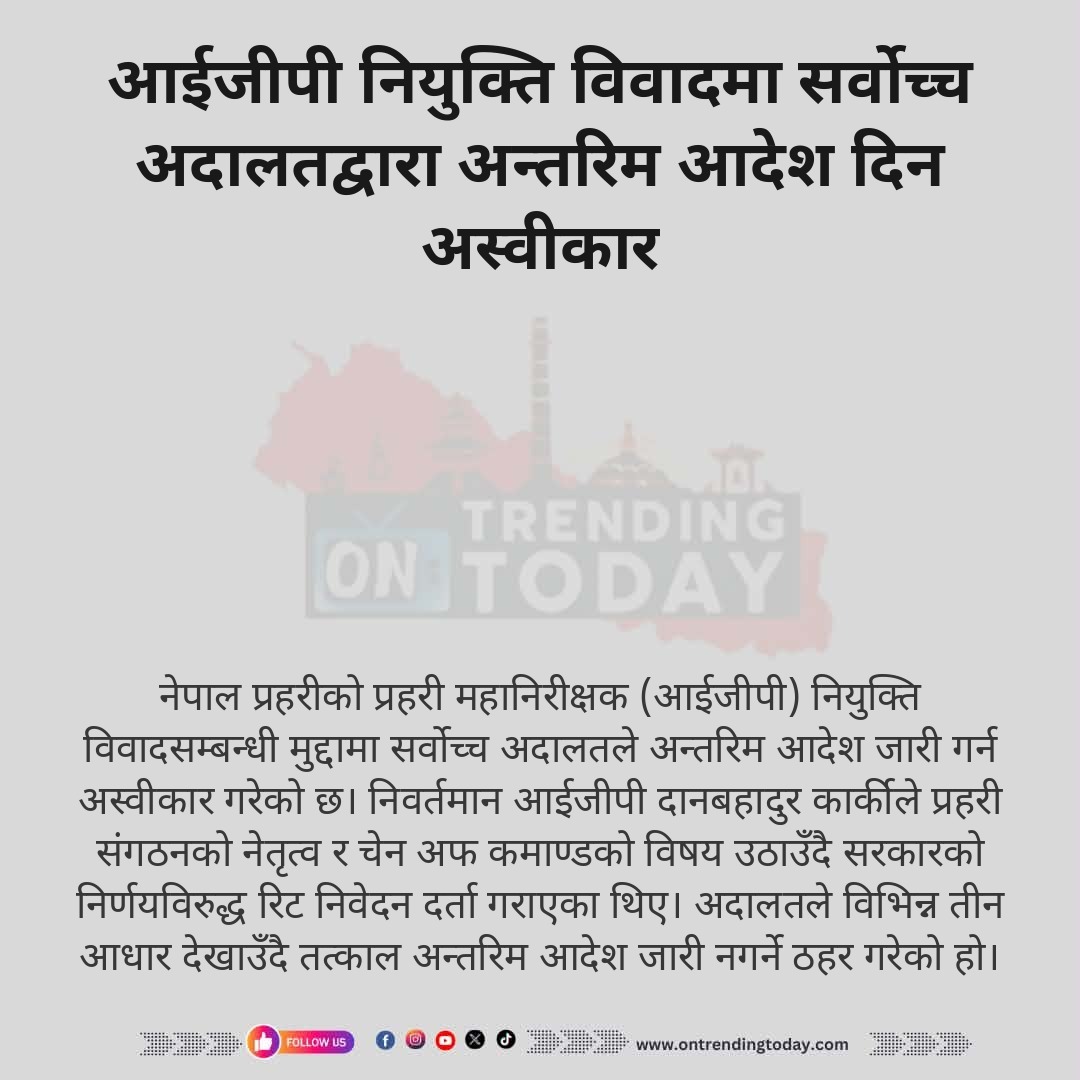 आईजीपी नियुक्ति विवादमा सर्वोच्च
अदालतद्वारा अन्तरिम आदेश दिन
अस्वीकार
TRENDING
ON TODAY
नेपाल प्रहरीको प्रहरी महानिरीक्षक (आईजीपी) नियुक्ति
विवादसम्बन्धी मुद्दामा सर्वोच्च अदालतले अन्तरिम आदेश जारी गर्न
अस्वीकार गरेको छ। निवर्तमान आईजीपी दानबहादुर कार्कीले प्रहरी
संगठनको नेतृत्व र चेन अफ कमाण्डको विषय उठाउँदै सरकारको
निर्णयविरुद्ध रिट निवेदन दर्ता गराएका थिए। अदालतले विभिन्न तीन
आधार देखाउँदै तत्काल अन्तरिम आदेश जारी नगर्ने ठहर गरेको हो।
FOLLOW US www.ontrendingtoday.com